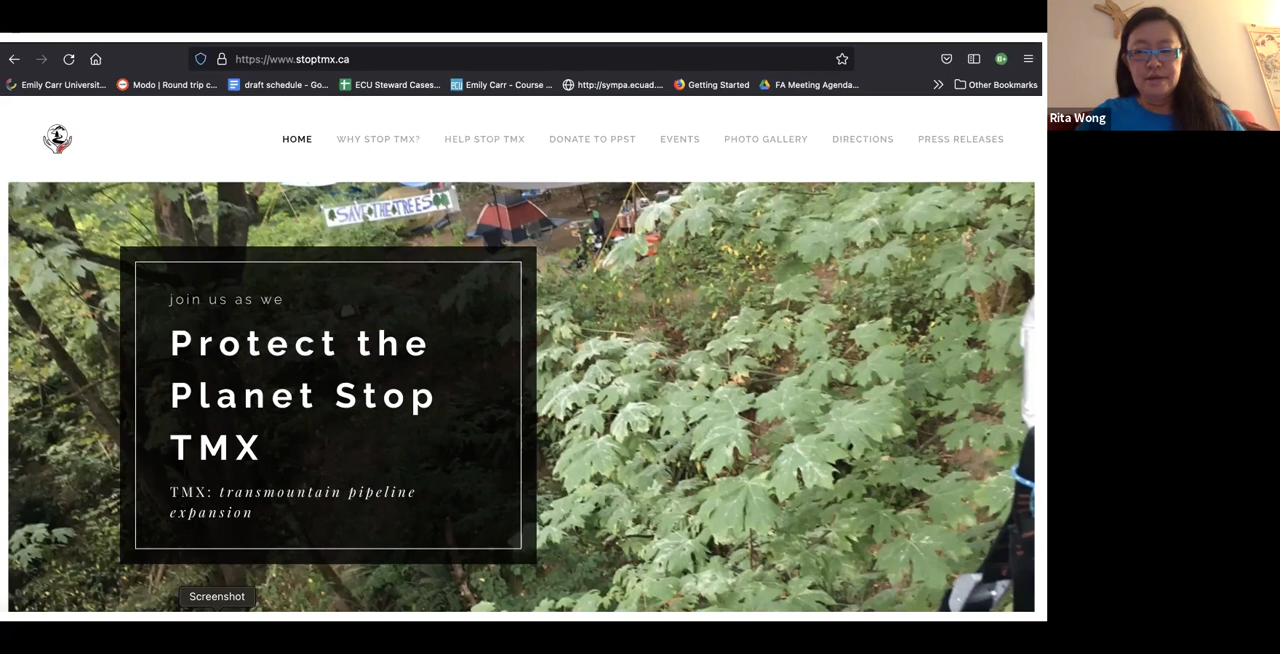 https://www.stoptmx.ca
Emily Carr Universit...
Modo | Round trip c...
draft schedule - Go...
ECU Steward Cases...
Emily Carr - Course ...
http://sympa.ecuad....
Getting Started
FA Meeting Agenda...
Other Bookmarks
HOME
WHY STOP TMX?
HELP STOP TMX
DONATE TO PPST
EVENTS
PHOTO GALLERY
DIRECTIONS
PRESS RELEASES
SAVE THE TREES
join us as we
Protect the
Planet Stop
TMX
TMX: transmountain pipeline
expansion
Screenshot
Rita Wong